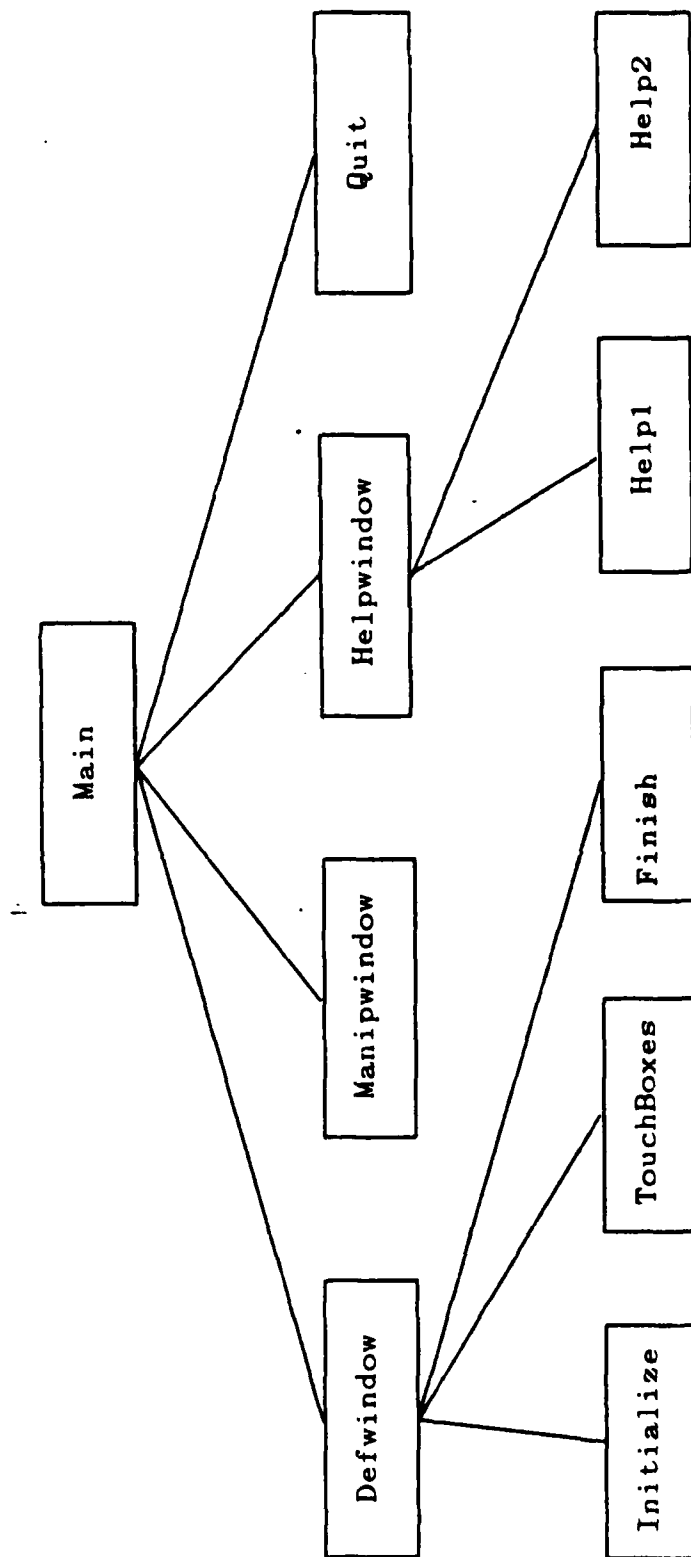 Main
Defwindow
Manipwindow
Helpwindow
Quit
Initialize
TouchBoxes
Finish
Help1
Help2